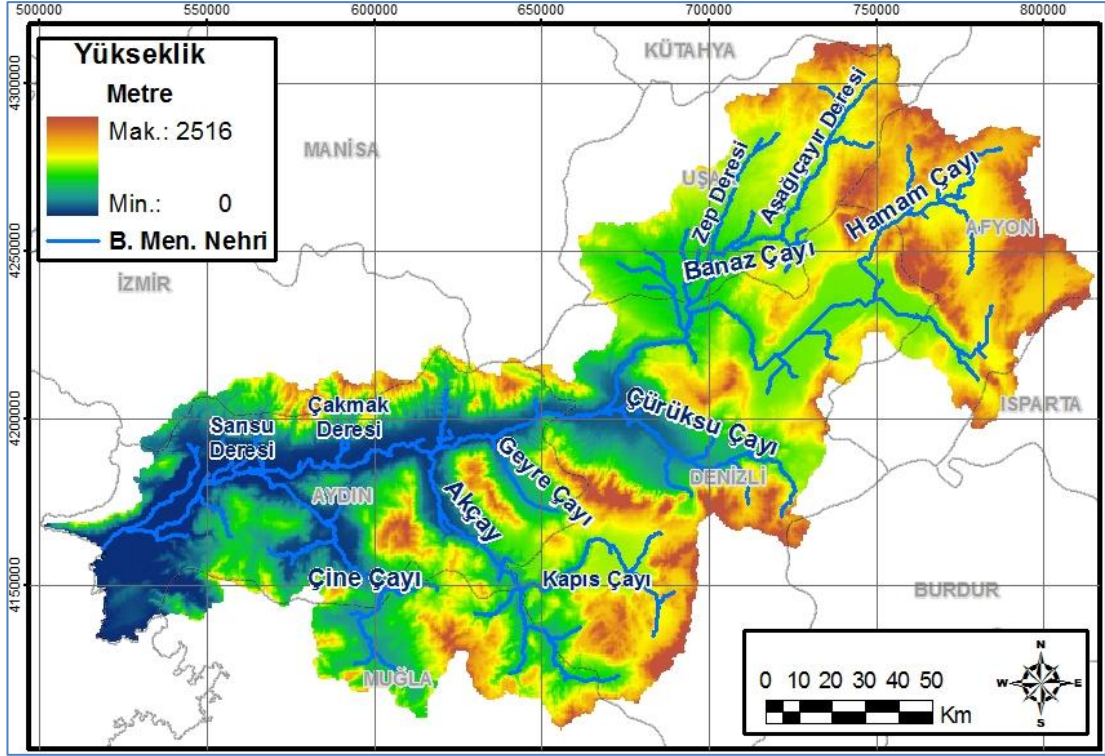 500000 550000 600000 650000 700000 750000 800000
4300000
4250000
4200000
4150000
Yükseklik
Metre
Mak.: 2516
Min.: 0
B. Men. Nehri
KÜTAHYA
MANİSA
UŞA
Zep Deresi
Aşağıçayır Deresi
Hamam Çayı
AFYON
Banaz Çayı
İZMİR
Çürüksu Çayı
ISPARTA
Çakmak
Deresi
Sarısu
Deresi
Geyre Çayı
DENİZLİ
AYDIN
Akçay
Çine Çayı
Kapıs Çayı
BURDUR
MUĞLA
0 10 20 30 40 50
Km
N
W E
S